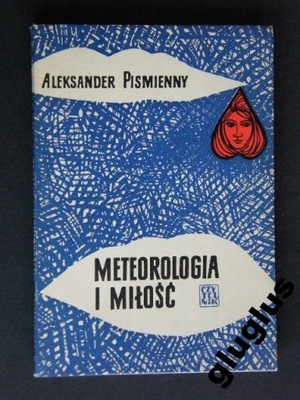 ALEKSANDER PISMIENNY
METEOROLOGIA
I MIŁOŚĆ
CZY
TEL
NIK
gluglus